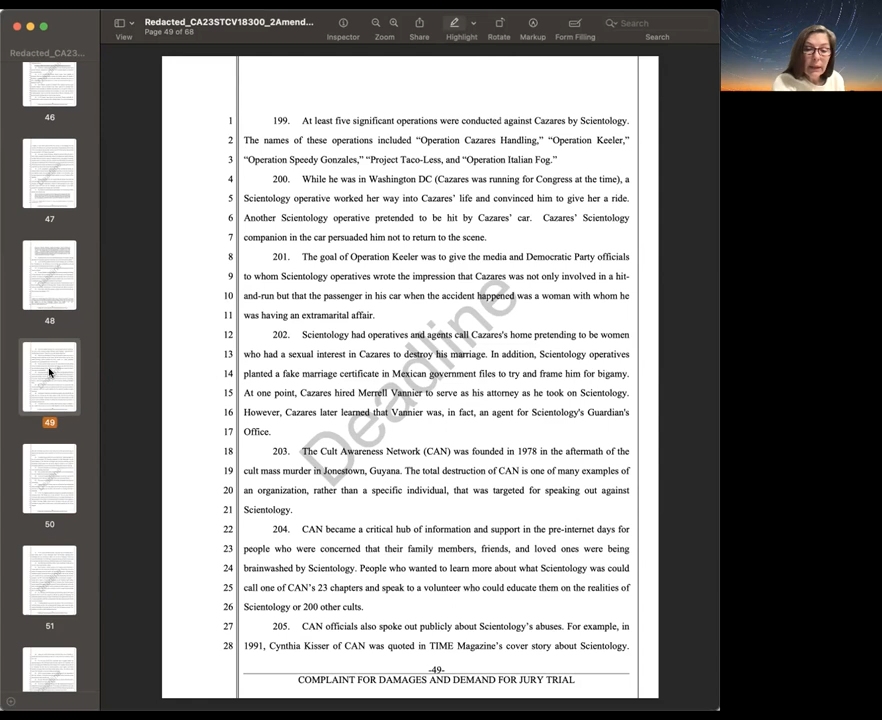 Redacted_CA23STCV18300_2Amend...
Page 49 of 68
View
Inspector
Zoom
Share
Highlight
Rotate
Markup
Form Filling
Search
Search
Redacted_CA23...
46
47
48
49
50
51
1 199. At least five significant operations were conducted against Cazares by Scientology.
2 The names of these operations included “Operation Cazares Handling,” “Operation Keeler,”
3 “Operation Speedy Gonzales,” “Project Taco-Less, and “Operation Italian Fog.”
4 200. While he was in Washington DC (Cazares was running for Congress at the time), a
5 Scientology operative worked her way into Cazares’ life and convinced him to give her a ride.
6 Another Scientology operative pretended to be hit by Cazares’ car. Cazares’ Scientology
7 companion in the car persuaded him not to return to the scene.
8 201. The goal of Operation Keeler was to give the media and Democratic Party officials
9 to whom Scientology operatives wrote the impression that Cazares was not only involved in a hit-
10 and-run but that the passenger in his car when the accident happened was a woman with whom he
11 was having an extramarital affair.
12 202. Scientology had operatives and agents call Cazares's home pretending to be women
13 who had a sexual interest in Cazares to destroy his marriage. In addition, Scientology operatives
14 planted a fake marriage certificate in Mexican government files to try and frame him for bigamy.
15 At one point, Cazares hired Merrell Vannier to serve as his attorney as he took on Scientology.
16 However, Cazares later learned that Vannier was, in fact, an agent for Scientology's Guardian's
17 Office.
18 203. The Cult Awareness Network (CAN) was founded in 1978 in the aftermath of the
19 cult mass murder in Jonestown, Guyana. The total destruction of CAN is one of many examples of
20 an organization, rather than a specific individual, that was targeted for speaking out against
21 Scientology.
22 204. CAN became a critical hub of information and support in the pre-internet days for
23 people who were concerned that their family members, friends, and loved ones were being
24 brainwashed by Scientology. People who wanted to learn more about what Scientology was could
25 call one of CAN’s 23 chapters and speak to a volunteer who could educate them on the realities of
26 Scientology or 200 other cults.
27 205. CAN officials also spoke out publicly about Scientology’s abuses. For example, in
28 1991, Cynthia Kisser of CAN was quoted in TIME Magazine’s cover story about Scientology.
Deadline
-49-
COMPLAINT FOR DAMAGES AND DEMAND FOR JURY TRIAL